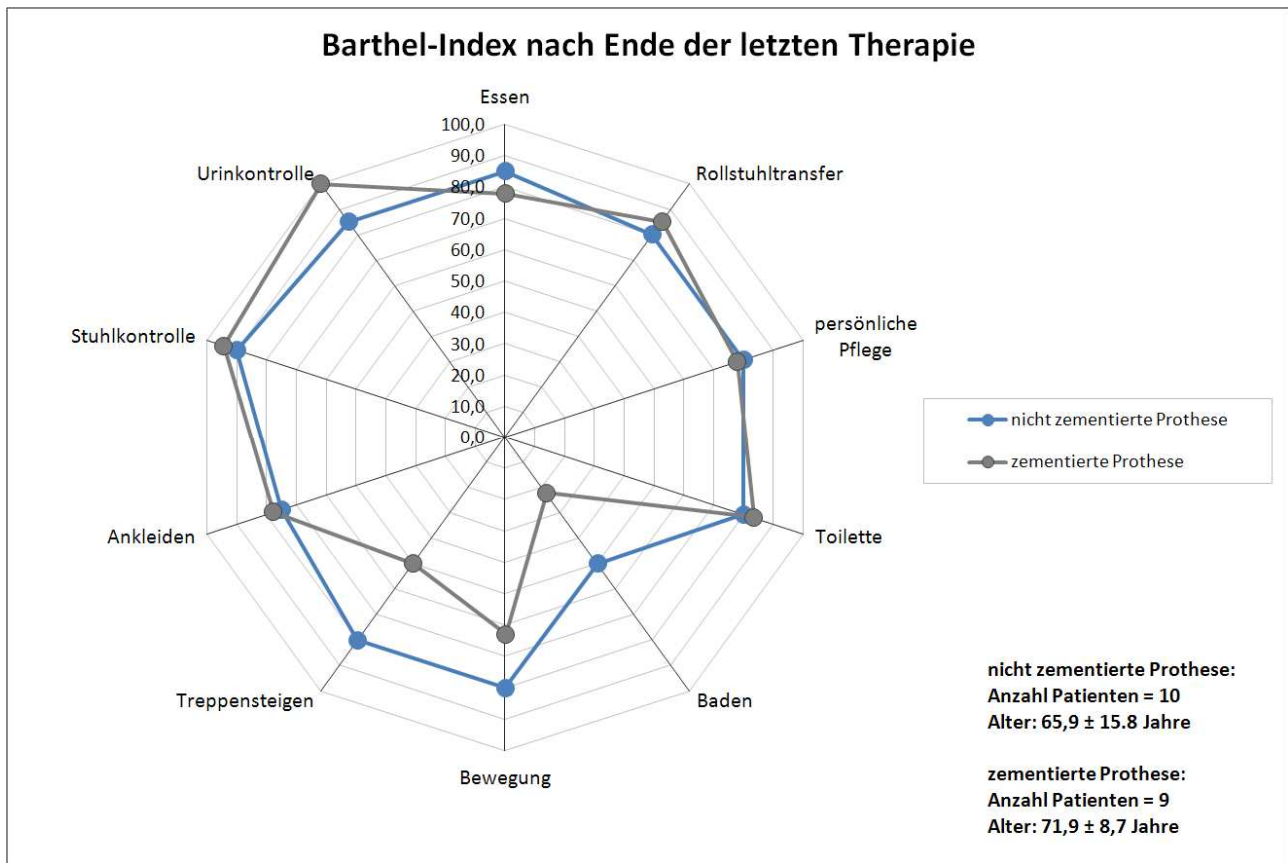 Barthel-Index nach Ende der letzten Therapie
Essen
100,0
90,0
80,0
70,0
60,0
50,0
40,0
30,0
20,0
10,0
0,0
Rollstuhltransfer
persönliche
Pflege
Toilette
Baden
Bewegung
Treppensteigen
Ankleiden
Stuhlkontrolle
Urinkontrolle
nicht zementierte Prothese
zementierte Prothese
nicht zementierte Prothese:
Anzahl Patienten = 10
Alter: 65,9 ± 15.8 Jahre
zementierte Prothese:
Anzahl Patienten = 9
Alter: 71,9 ± 8,7 Jahre